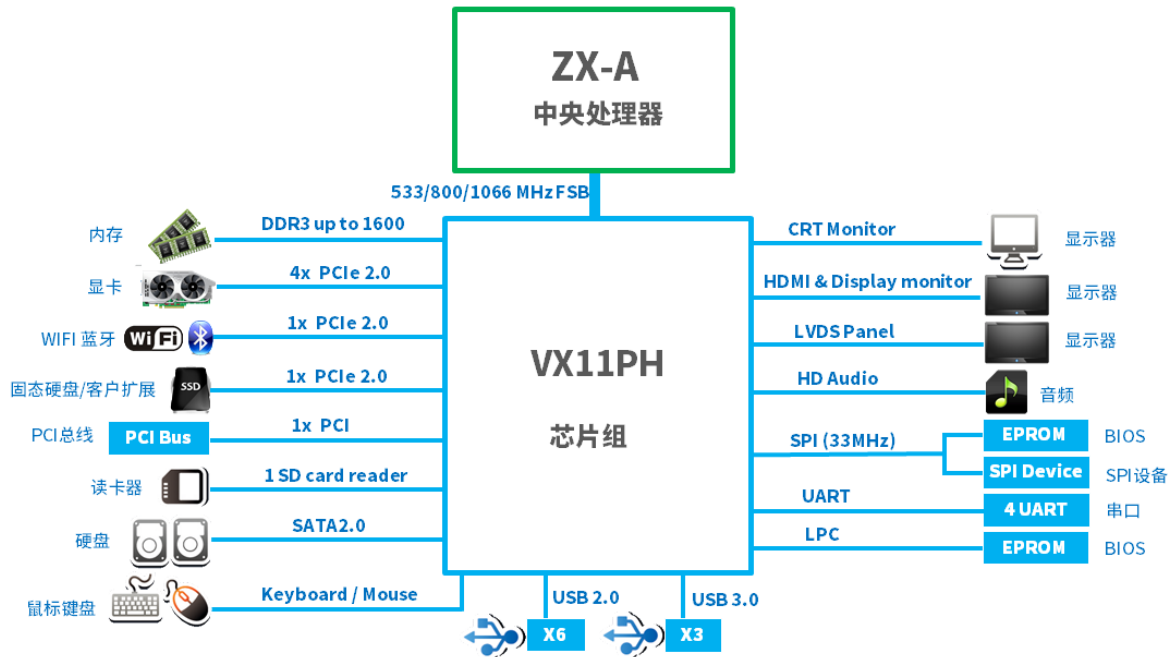 ZX-A
中央处理器
533/800/1066 MHz FSB
VX11PH
芯片组
内存
DDR3 up to 1600
显卡
4x PCIe 2.0
WIFI 蓝牙
WiFi
1x PCIe 2.0
固态硬盘/客户扩展
SSD
1x PCIe 2.0
PCI总线
PCI Bus
1x PCI
读卡器
1 SD card reader
硬盘
SATA2.0
鼠标键盘
Keyboard / Mouse
CRT Monitor
显示器
HDMI & Display monitor
显示器
LVDS Panel
显示器
HD Audio
音频
SPI (33MHz)
EPROM
BIOS
SPI Device
SPI设备
UART
4 UART
串口
LPC
EPROM
BIOS
USB 2.0
X6
USB 3.0
X3